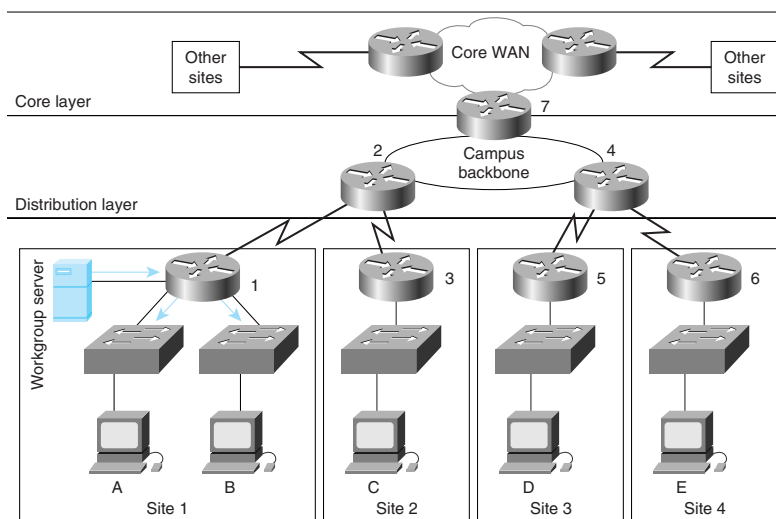 Other
sites
Core WAN
Other
sites
Core layer
7
2
Campus
backbone
4
Distribution layer
Workgroup server
1
3
5
6
A
B
C
D
E
Site 1
Site 2
Site 3
Site 4